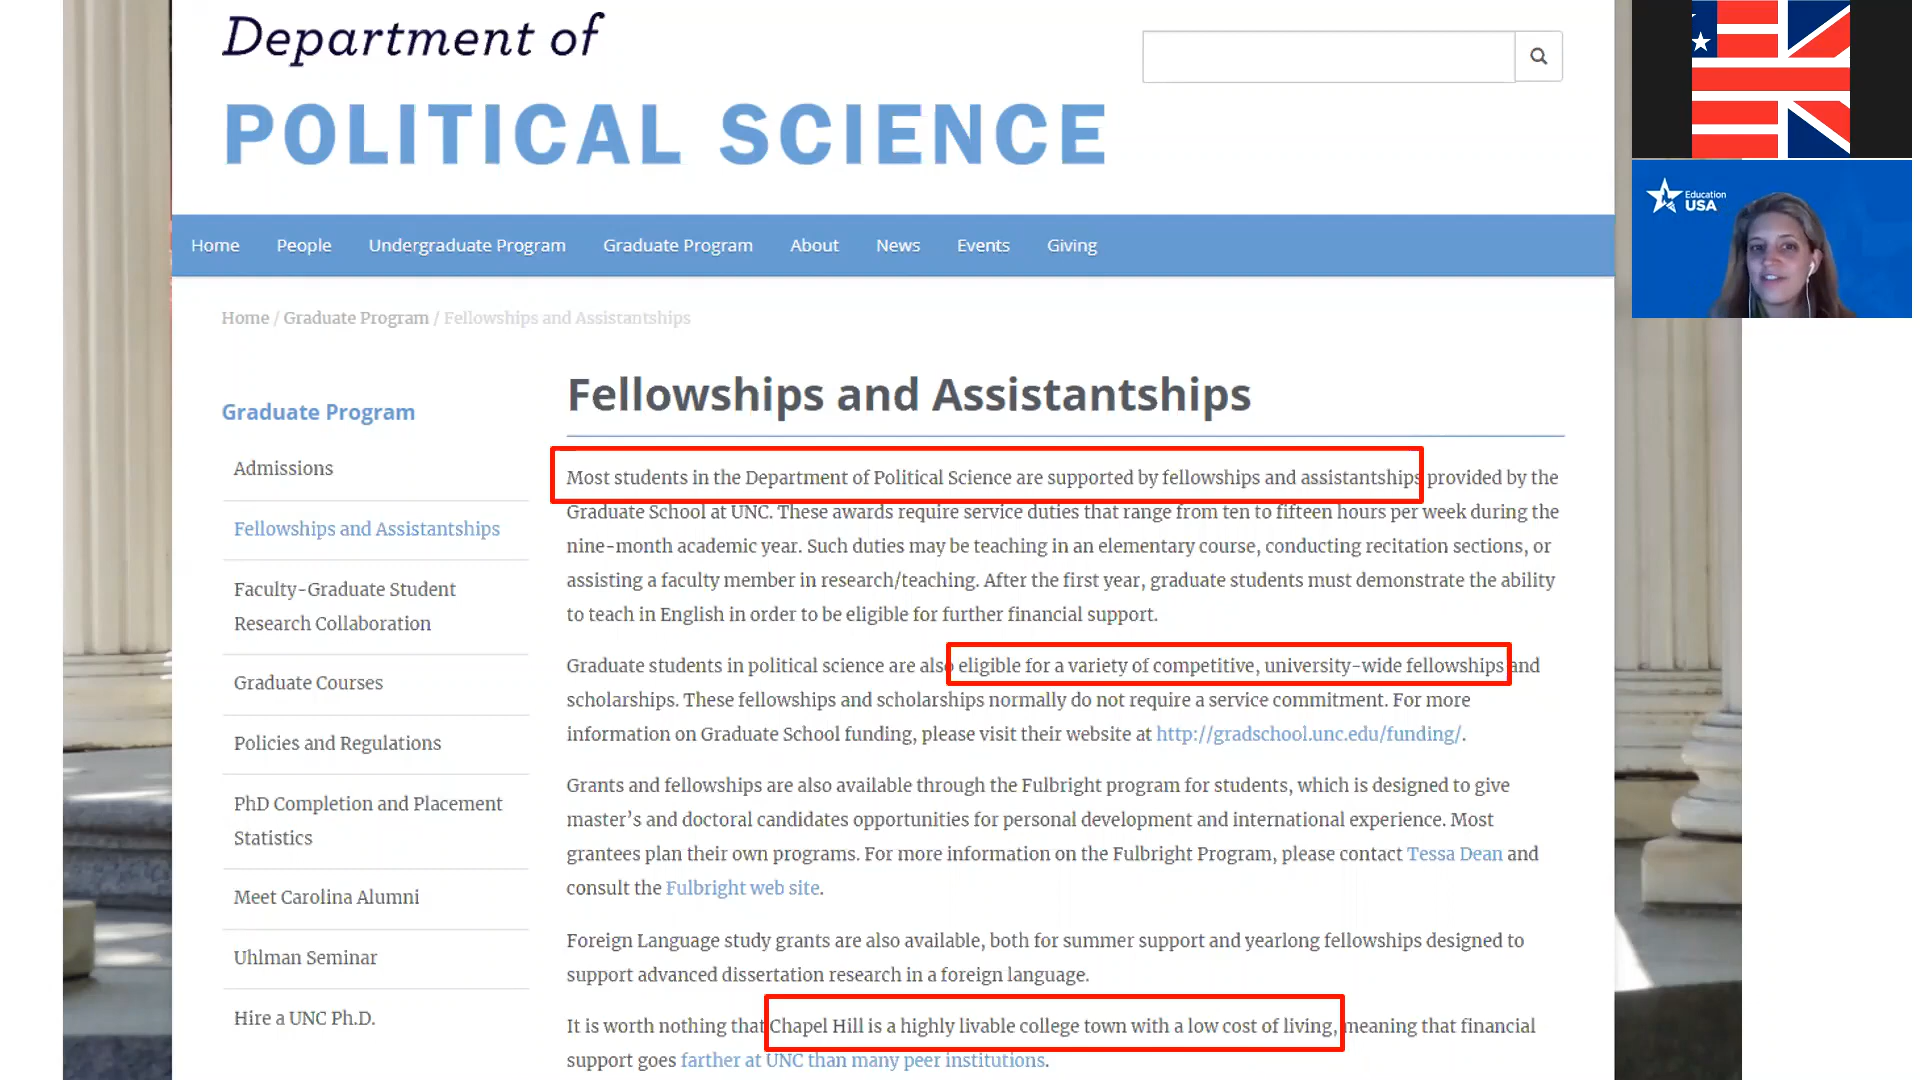 Department of
POLITICAL SCIENCE
Home People Undergraduate Program Graduate Program About News Events Giving
Home / Graduate Program / Fellowships and Assistantships
Graduate Program
Admissions
Fellowships and Assistantships
Faculty-Graduate Student
Research Collaboration
Graduate Courses
Policies and Regulations
PhD Completion and Placement
Statistics
Meet Carolina Alumni
Uhlman Seminar
Hire a UNC Ph.D.
Fellowships and Assistantships
Most students in the Department of Political Science are supported by fellowships and assistantships provided by the
Graduate School at UNC. These awards require service duties that range from ten to fifteen hours per week during the
nine-month academic year. Such duties may be teaching in an elementary course, conducting recitation sections, or
assisting a faculty member in research/teaching. After the first year, graduate students must demonstrate the ability
to teach in English in order to be eligible for further financial support.
Graduate students in political science are also eligible for a variety of competitive, university-wide fellowships and
scholarships. These fellowships and scholarships normally do not require a service commitment. For more
information on Graduate School funding, please visit their website at http://gradschool.unc.edu/funding/.
Grants and fellowships are also available through the Fulbright program for students, which is designed to give
master's and doctoral candidates opportunities for personal development and international experience. Most
grantees plan their own programs. For more information on the Fulbright Program, please contact Tessa Dean and
consult the Fulbright web site.
Foreign Language study grants are also available, both for summer support and yearlong fellowships designed to
support advanced dissertation research in a foreign language.
It is worth nothing that Chapel Hill is a highly livable college town with a low cost of living, meaning that financial
support goes farther at UNC than many peer institutions.
Education
USA